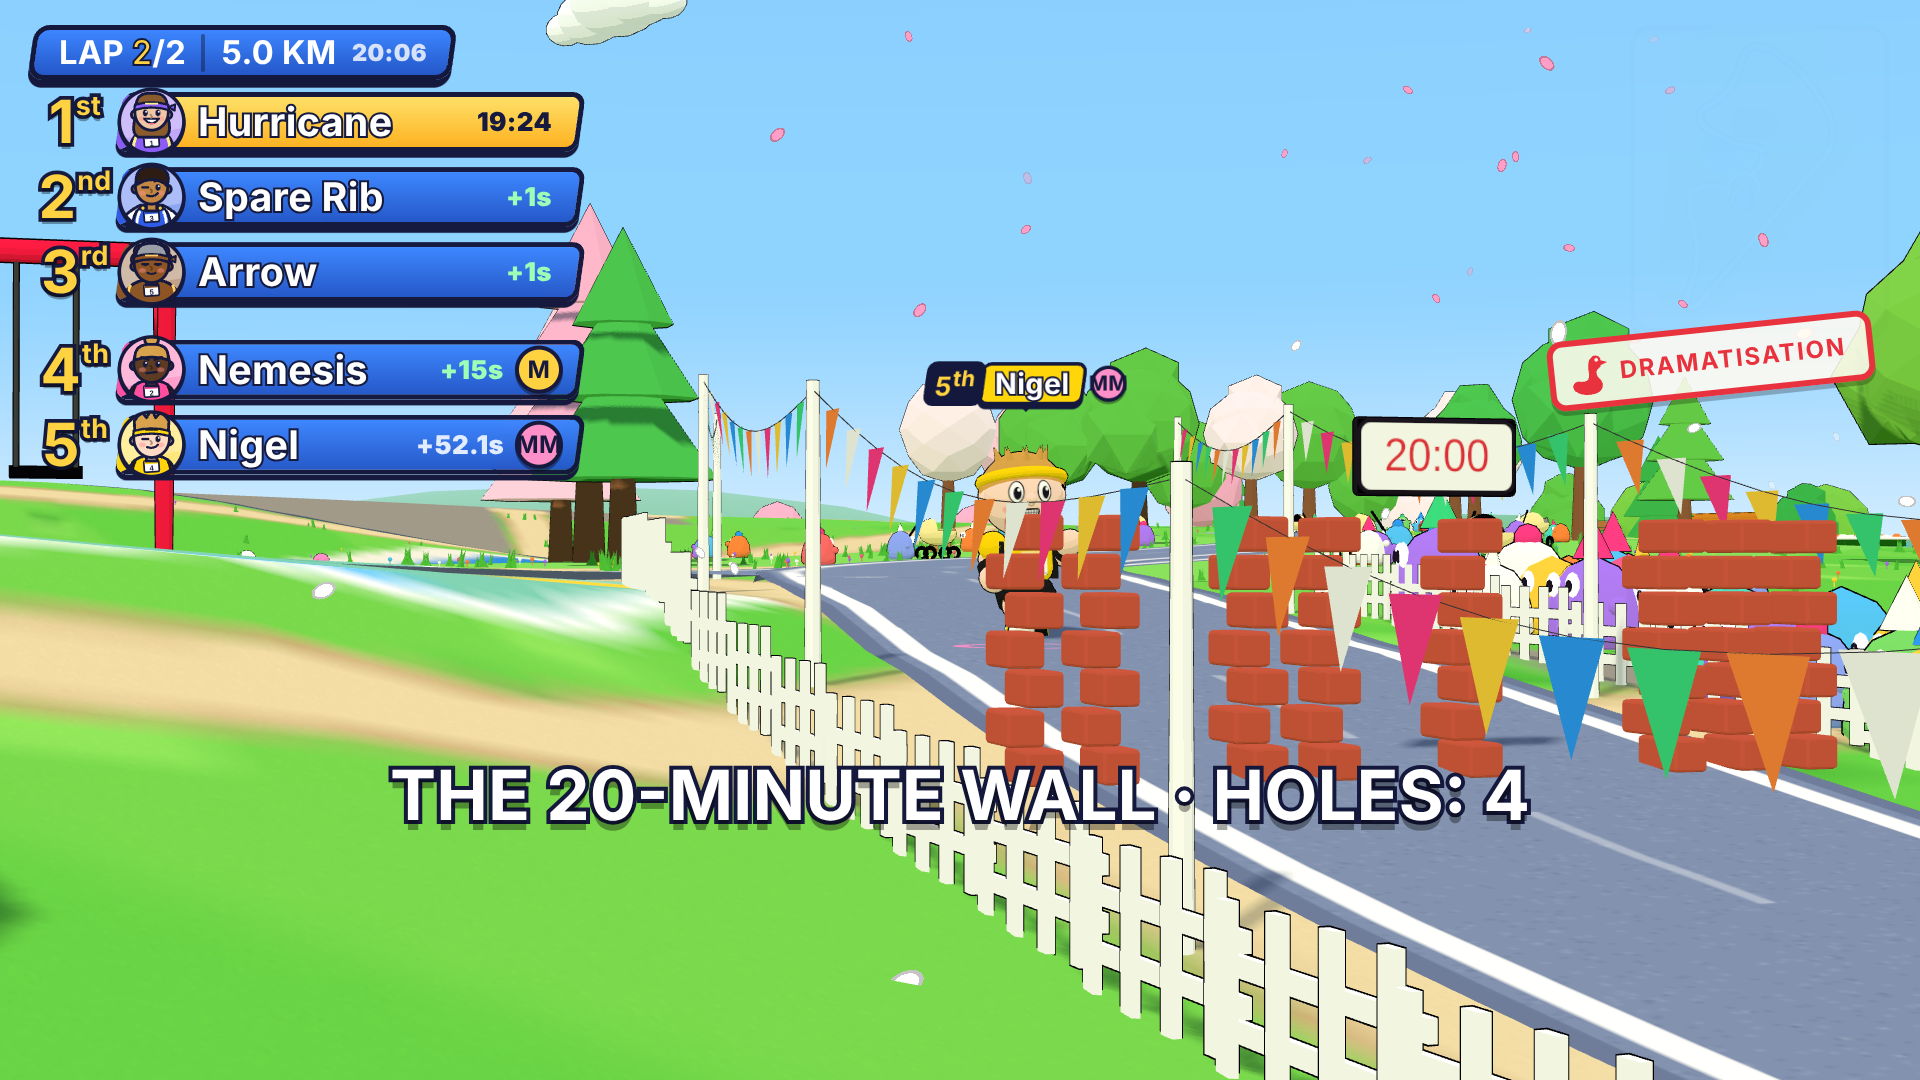 LAP 2/2 5.0 KM 20:06
1st Hurricane 19:24
2nd Spare Rib +1s
3rd Arrow +1s
4th Nemesis +15s M
5th Nigel +52.1s MM
5th Nigel MM
DRAMATISATION
20:00
THE 20-MINUTE WALL · HOLES: 4